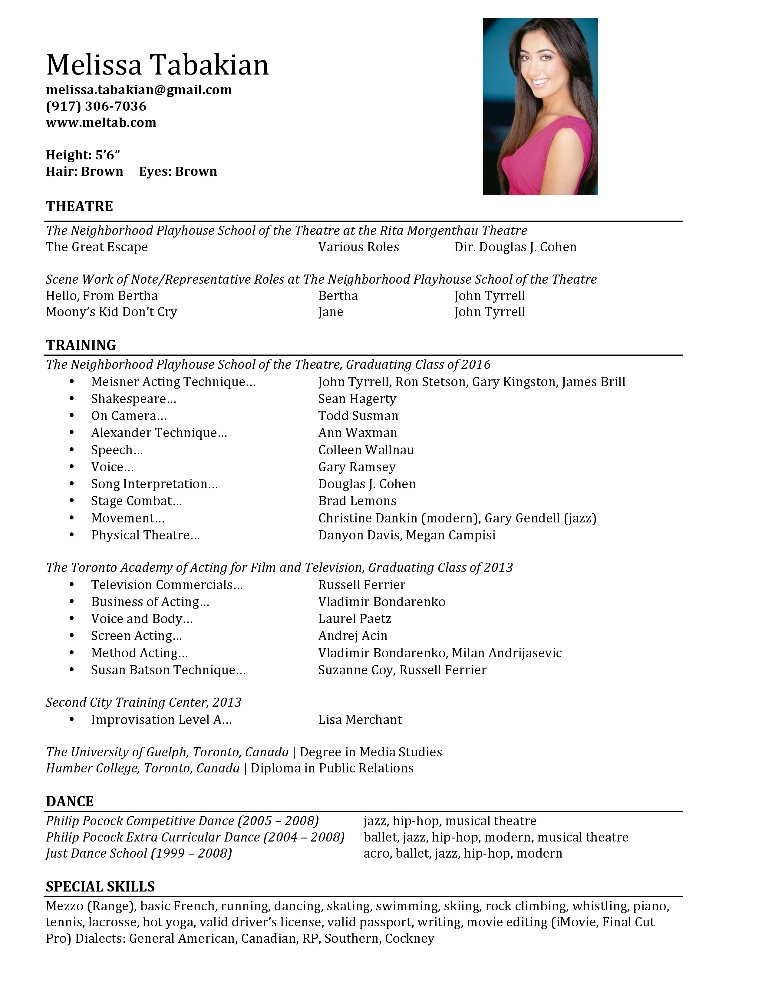 Melissa Tabakian
melissa.tabakian@gmail.com
(917) 306-7036
www.meltab.com
Height: 5’6”
Hair: Brown Eyes: Brown
THEATRE
The Neighborhood Playhouse School of the Theatre at the Rita Morgenthau Theatre
The Great Escape Various Roles Dir. Douglas J. Cohen
Scene Work of Note/Representative Roles at The Neighborhood Playhouse School of the Theatre
Hello, From Bertha Bertha John Tyrrell
Moony’s Kid Don’t Cry Jane John Tyrrell
TRAINING
The Neighborhood Playhouse School of the Theatre, Graduating Class of 2016
• Meisner Acting Technique… John Tyrrell, Ron Stetson, Gary Kingston, James Brill
• Shakespeare… Sean Hagerty
• On Camera… Todd Susman
• Alexander Technique… Ann Waxman
• Speech… Colleen Wallnau
• Voice… Gary Ramsey
• Song Interpretation… Douglas J. Cohen
• Stage Combat… Brad Lemons
• Movement… Christine Dankin (modern), Gary Gendell (jazz)
• Physical Theatre… Danyon Davis, Megan Campisi
The Toronto Academy of Acting for Film and Television, Graduating Class of 2013
• Television Commercials… Russell Ferrier
• Business of Acting… Vladimir Bondarenko
• Voice and Body… Laurel Paetz
• Screen Acting… Andrej Acin
• Method Acting… Vladimir Bondarenko, Milan Andrijasevic
• Susan Batson Technique… Suzanne Coy, Russell Ferrier
Second City Training Center, 2013
• Improvisation Level A… Lisa Merchant
The University of Guelph, Toronto, Canada | Degree in Media Studies
Humber College, Toronto, Canada | Diploma in Public Relations
DANCE
Philip Pocock Competitive Dance (2005 – 2008) jazz, hip-hop, musical theatre
Philip Pocock Extra Curricular Dance (2004 – 2008) ballet, jazz, hip-hop, modern, musical theatre
Just Dance School (1999 – 2008) acro, ballet, jazz, hip-hop, modern
SPECIAL SKILLS
Mezzo (Range), basic French, running, dancing, skating, swimming, skiing, rock climbing, whistling, piano,
tennis, lacrosse, hot yoga, valid driver’s license, valid passport, writing, movie editing (iMovie, Final Cut
Pro) Dialects: General American, Canadian, RP, Southern, Cockney